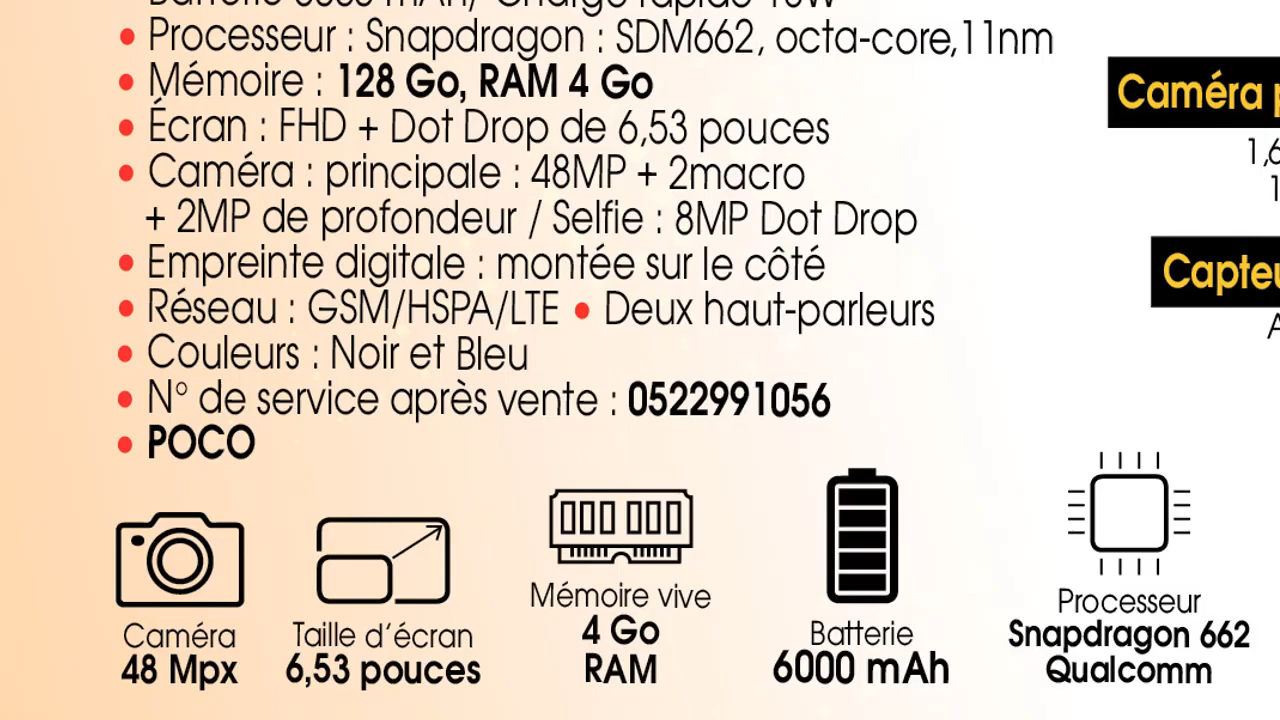 Processeur : Snapdragon : SDM662, octa-core,11nm
Mémoire : 128 Go, RAM 4 Go
Écran : FHD + Dot Drop de 6,53 pouces
Caméra : principale : 48MP + 2macro
+ 2MP de profondeur / Selfie : 8MP Dot Drop
Empreinte digitale : montée sur le côté
Réseau : GSM/HSPA/LTE • Deux haut-parleurs
Couleurs : Noir et Bleu
N° de service après vente : 0522991056
POCO
Caméra
48 Mpx
Taille d'écran
6,53 pouces
Mémoire vive
4 Go
RAM
Batterie
6000 mAh
Processeur
Snapdragon 662
Qualcomm
Caméra